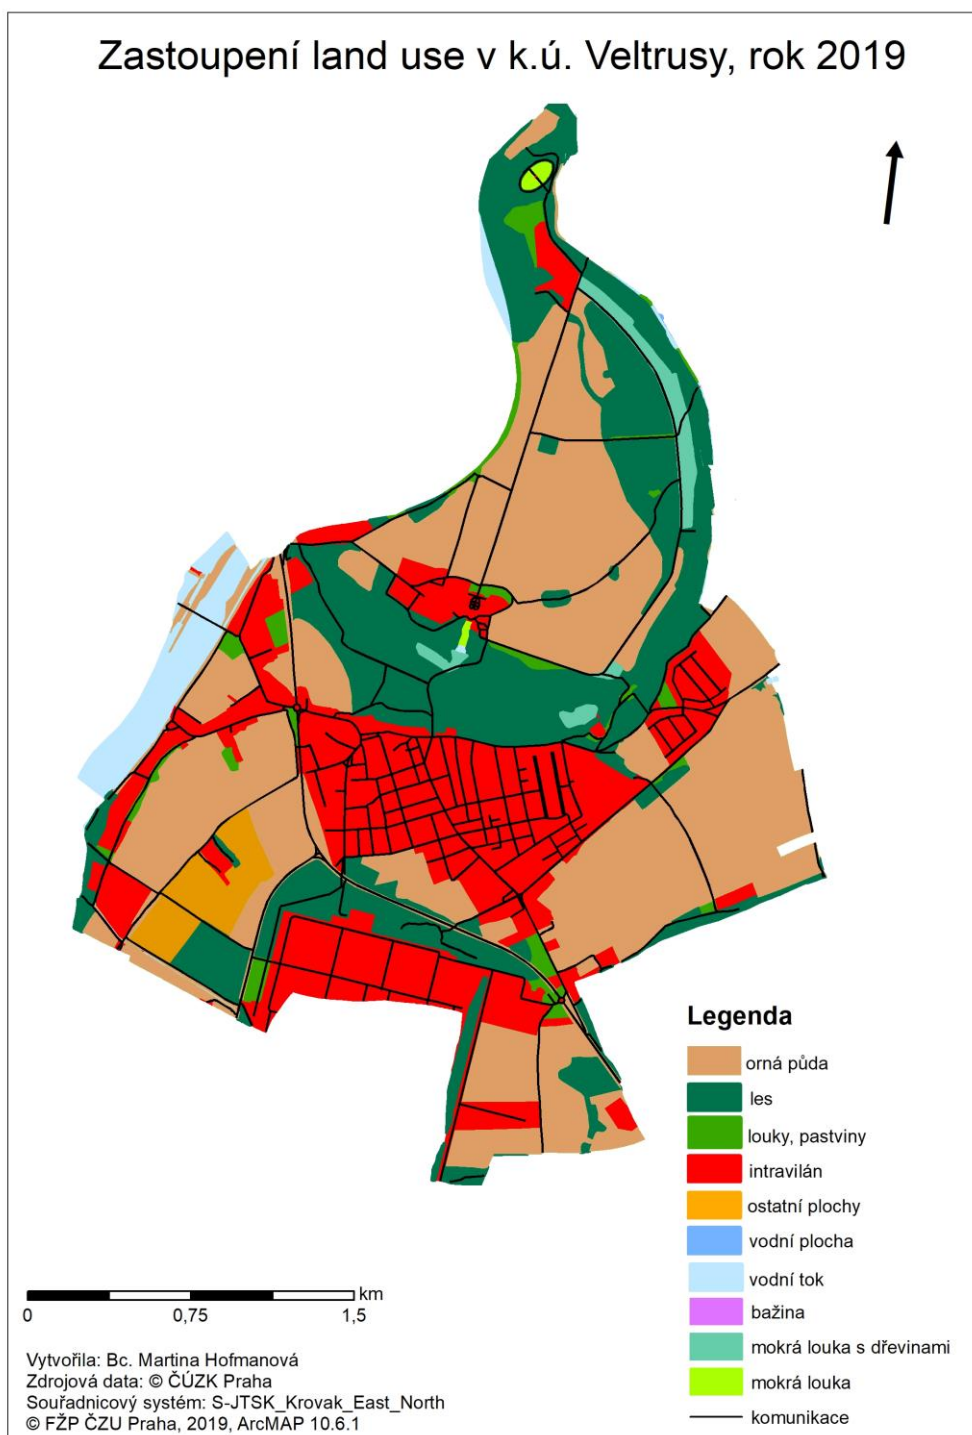 Zastoupení land use v k.ú. Veltrusy, rok 2019
Legenda
orná půda
les
louky, pastviny
intravilán
ostatní plochy
vodní plocha
vodní tok
bažina
mokrá louka s dřevinami
mokrá louka
komunikace
km
0 0,75 1,5
Vytvořila: Bc. Martina Hofmanová
Zdrojová data: © ČÚZK Praha
Souřadnicový systém: S-JTSK_Krovak_East_North
© FŽP ČZU Praha, 2019, ArcMAP 10.6.1